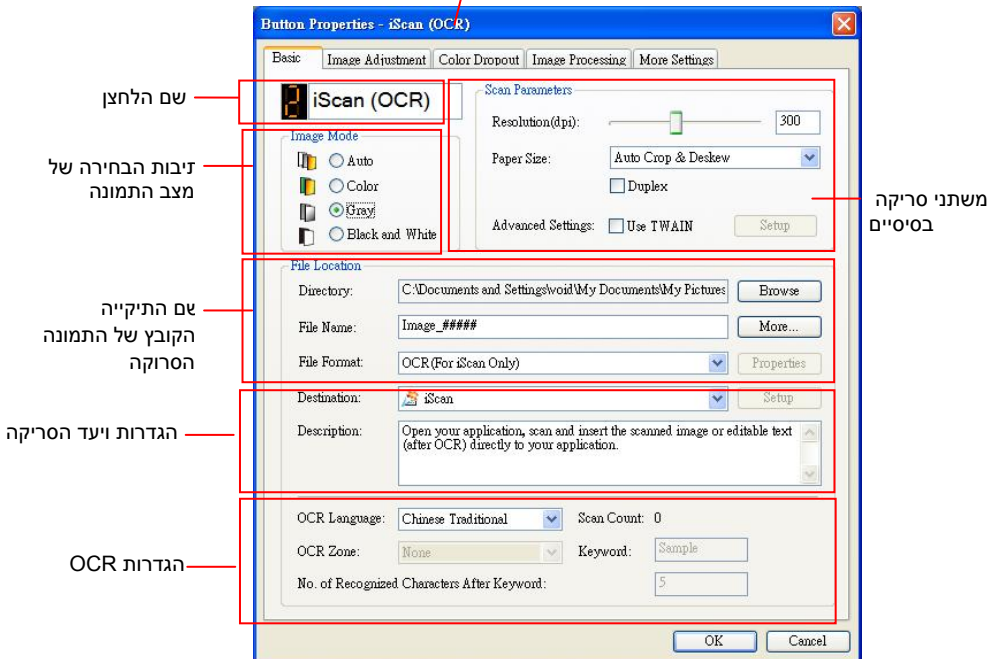 Button Properties - iScan (OCR)
Basic Image Adjustment Color Dropout Image Processing More Settings
שם הלחצן
2 iScan (OCR)
Scan Parameters
Resolution(dpi): 300
Paper Size: Auto Crop & Deskew
Duplex
Advanced Settings: Use TWAIN Setup
משתני סריקה
בסיסיים
Image Mode
Auto
Color
Gray
Black and White
תיבות הבחירה של
מצב התמונה
File Location
Directory: C:\Documents and Settings\void\My Documents\My Pictures Browse
File Name: Image_##### More...
File Format: OCR(For iScan Only) Properties
שם התיקייה
הקובץ של התמונה
הסרוקה
Destination: iScan Setup
Description: Open your application, scan and insert the scanned image or editable text
(after OCR) directly to your application.
הגדרות ויעד הסריקה
OCR Language: Chinese Traditional Scan Count: 0
OCR Zone: None Keyword: Sample
No. of Recognized Characters After Keyword: 5
הגדרות OCR
OK Cancel